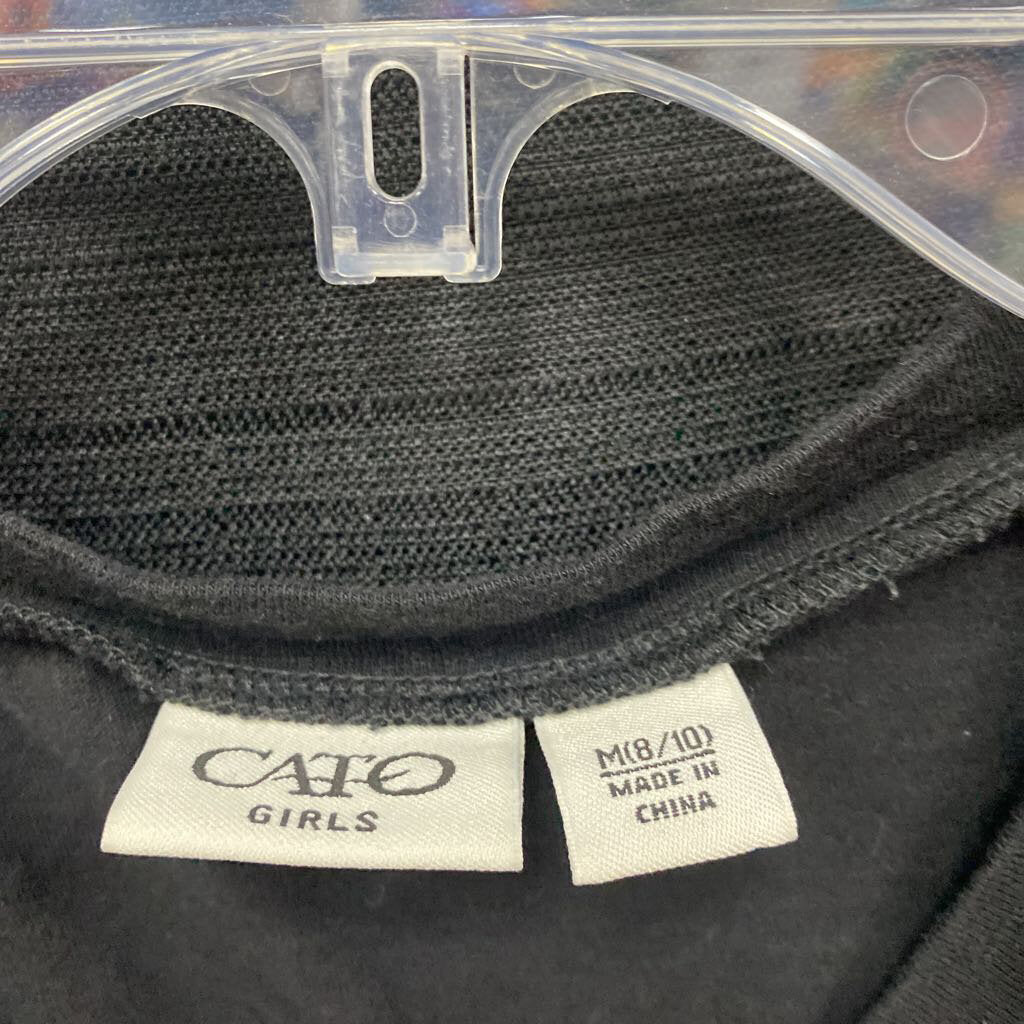 CATO
GIRLS
M(8/10)
MADE IN
CHINA